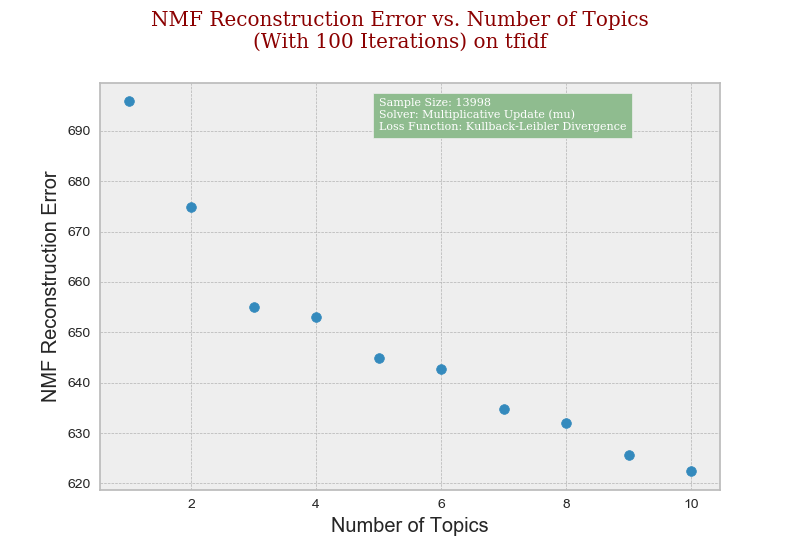 NMF Reconstruction Error vs. Number of Topics
(With 100 Iterations) on tfidf
Sample Size: 13998
Solver: Multiplicative Update (mu)
Loss Function: Kullback-Leibler Divergence
NMF Reconstruction Error
690
680
670
660
650
640
630
620
2 4 6 8 10
Number of Topics